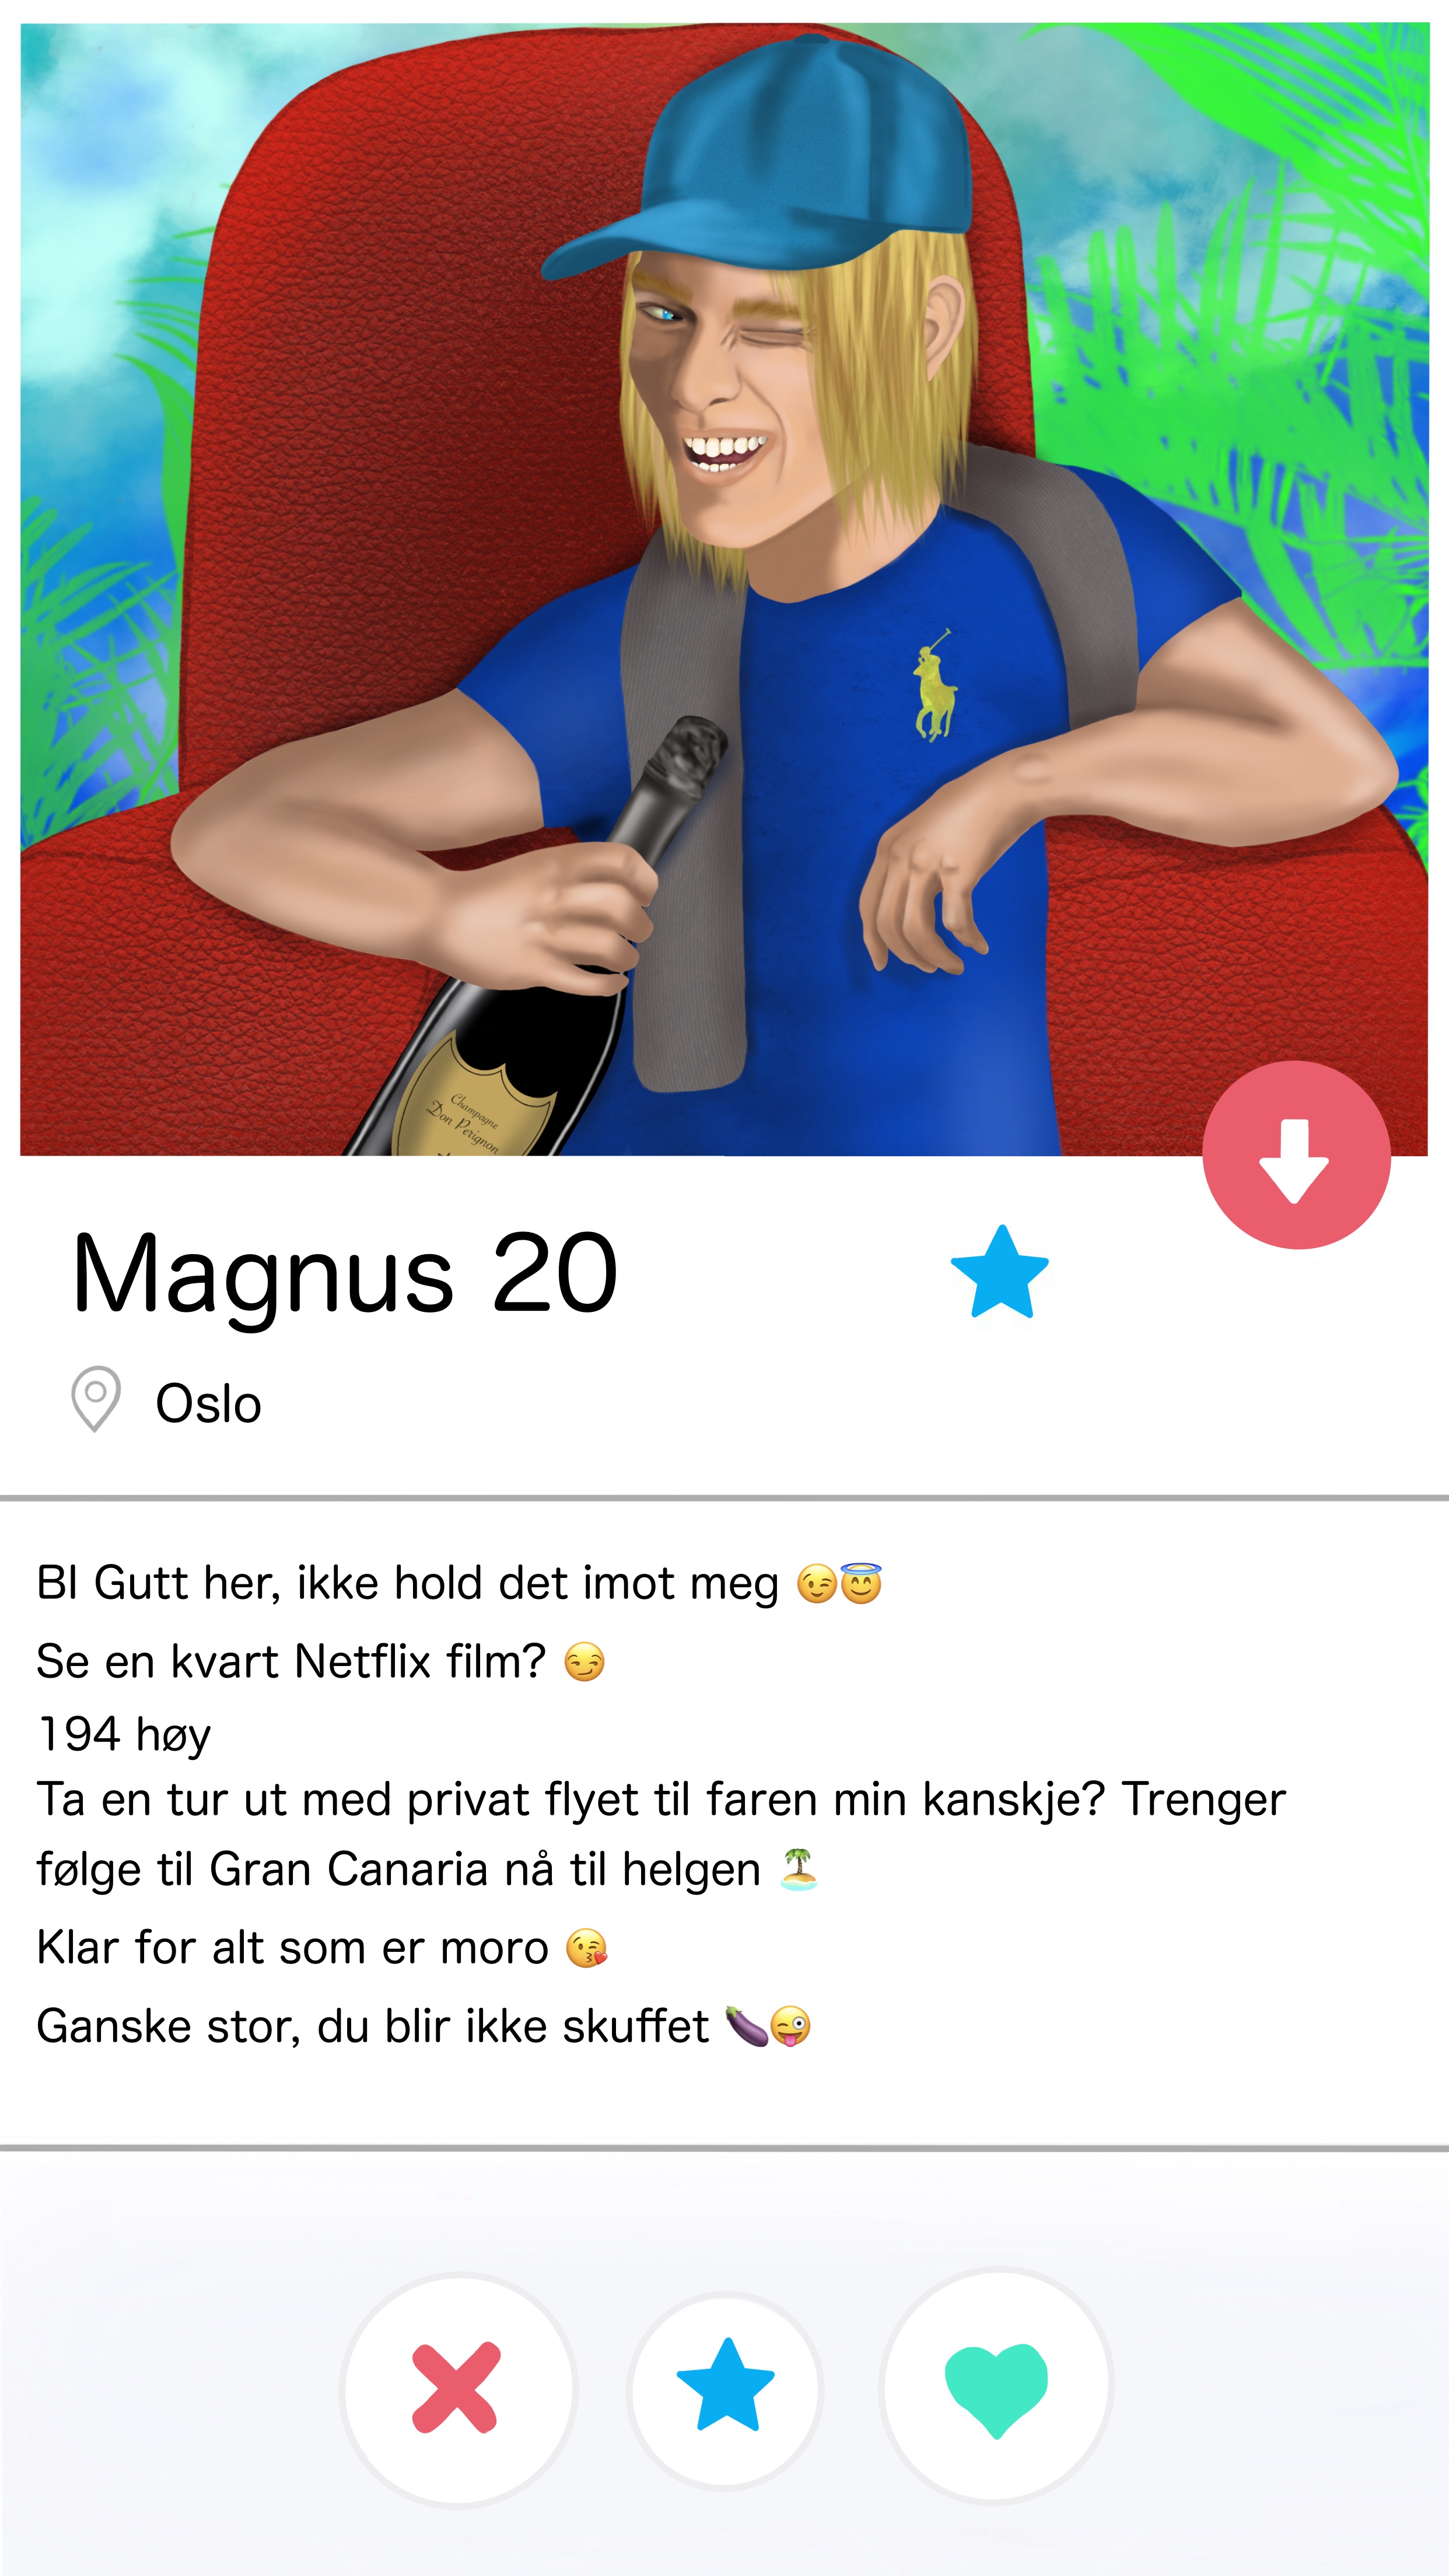 Champagne
Don Perignon
Magnus 20
Oslo
BI Gutt her, ikke hold det imot meg 😉😇
Se en kvart Netflix film? 😏
194 høy
Ta en tur ut med privat flyet til faren min kanskje? Trenger
følge til Gran Canaria nå til helgen 🏝️
Klar for alt som er moro 😘
Ganske stor, du blir ikke skuffet 🍆😜